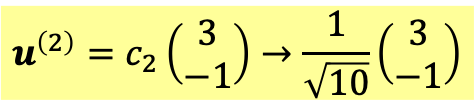 𝒖⁽²⁾ = c₂ (3 −1) → 1/√10 (3 −1)